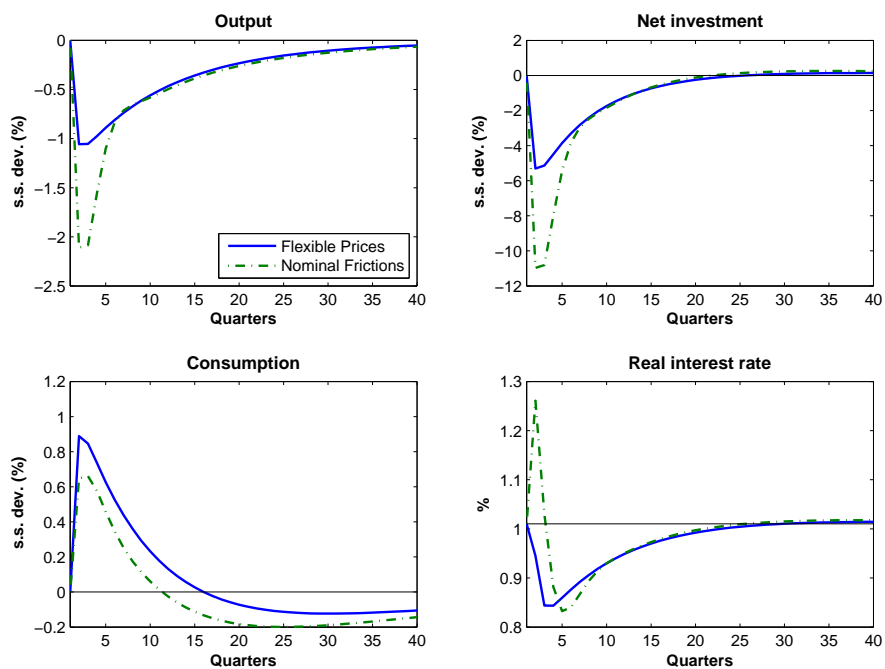 Output
0
−0.5
−1
−1.5
−2
−2.5
s.s. dev. (%)
5 10 15 20 25 30 35 40
Quarters
Flexible Prices
Nominal Frictions
Net investment
2
0
−2
−4
−6
−8
−10
−12
s.s. dev. (%)
5 10 15 20 25 30 35 40
Quarters
Consumption
1.2
1
0.8
0.6
0.4
0.2
0
−0.2
s.s. dev. (%)
5 10 15 20 25 30 35 40
Quarters
Real interest rate
1.3
1.2
1.1
1
0.9
0.8
%
5 10 15 20 25 30 35 40
Quarters